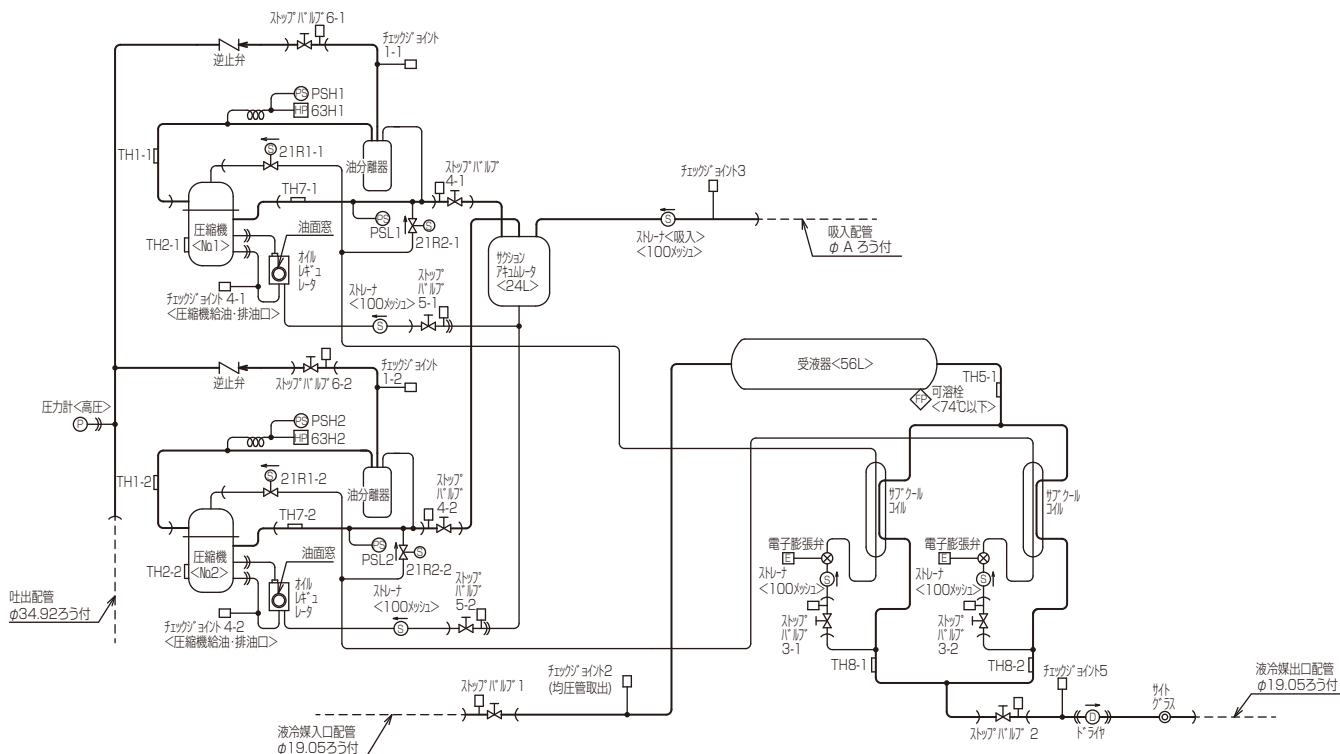 ストップバルブ6-1
チェックジョイント
1-1
逆止弁
PS
PSH1
HP
63H1
TH1-1
S
21R1-1
油分離器
ストップバルブ
4-1
TH7-1
圧縮機
<No.1>
TH2-1
油面窓
オイル
レギュ
レータ
PS
PSL1
S
21R2-1
ストップ
バルブ
5-1
ストレーナ
<100メッシュ>
S
チェックジョイント 4-1
<圧縮機給油・排油口>
サクション
アキュムレータ
<24L>
チェックジョイント3
S
ストレーナ<吸入>
<100メッシュ>
吸入配管
φ A ろう付
受液器<56L>
TH5-1
FP
可溶栓
<74℃以下>
逆止弁
ストップバルブ6-2
チェックジョイント
1-2
圧力計<高圧>
P
PS
PSH2
HP
63H2
TH1-2
S
21R1-2
油分離器
ストップ
バルブ
4-2
TH7-2
圧縮機
<No.2>
TH2-2
油面窓
オイル
レギュ
レータ
PS
PSL2
S
21R2-2
ストレーナ
<100メッシュ>
S
ストップ
バルブ
5-2
チェックジョイント 4-2
<圧縮機給油・排油口>
吐出配管
φ34.92ろう付
サブクール
コイル
サブクール
コイル
電子膨張弁
E
ストレーナ
<100メッシュ>
S
ストップ
バルブ
3-1
TH8-1
電子膨張弁
E
ストレーナ
<100メッシュ>
S
ストップ
バルブ
3-2
TH8-2
ストップバルブ1
チェックジョイント2
(均圧管取出)
液冷媒入口配管
φ19.05ろう付
チェックジョイント5
ストップバルブ 2
D
ドライヤ
サイト
グラス
液冷媒出口配管
φ19.05ろう付